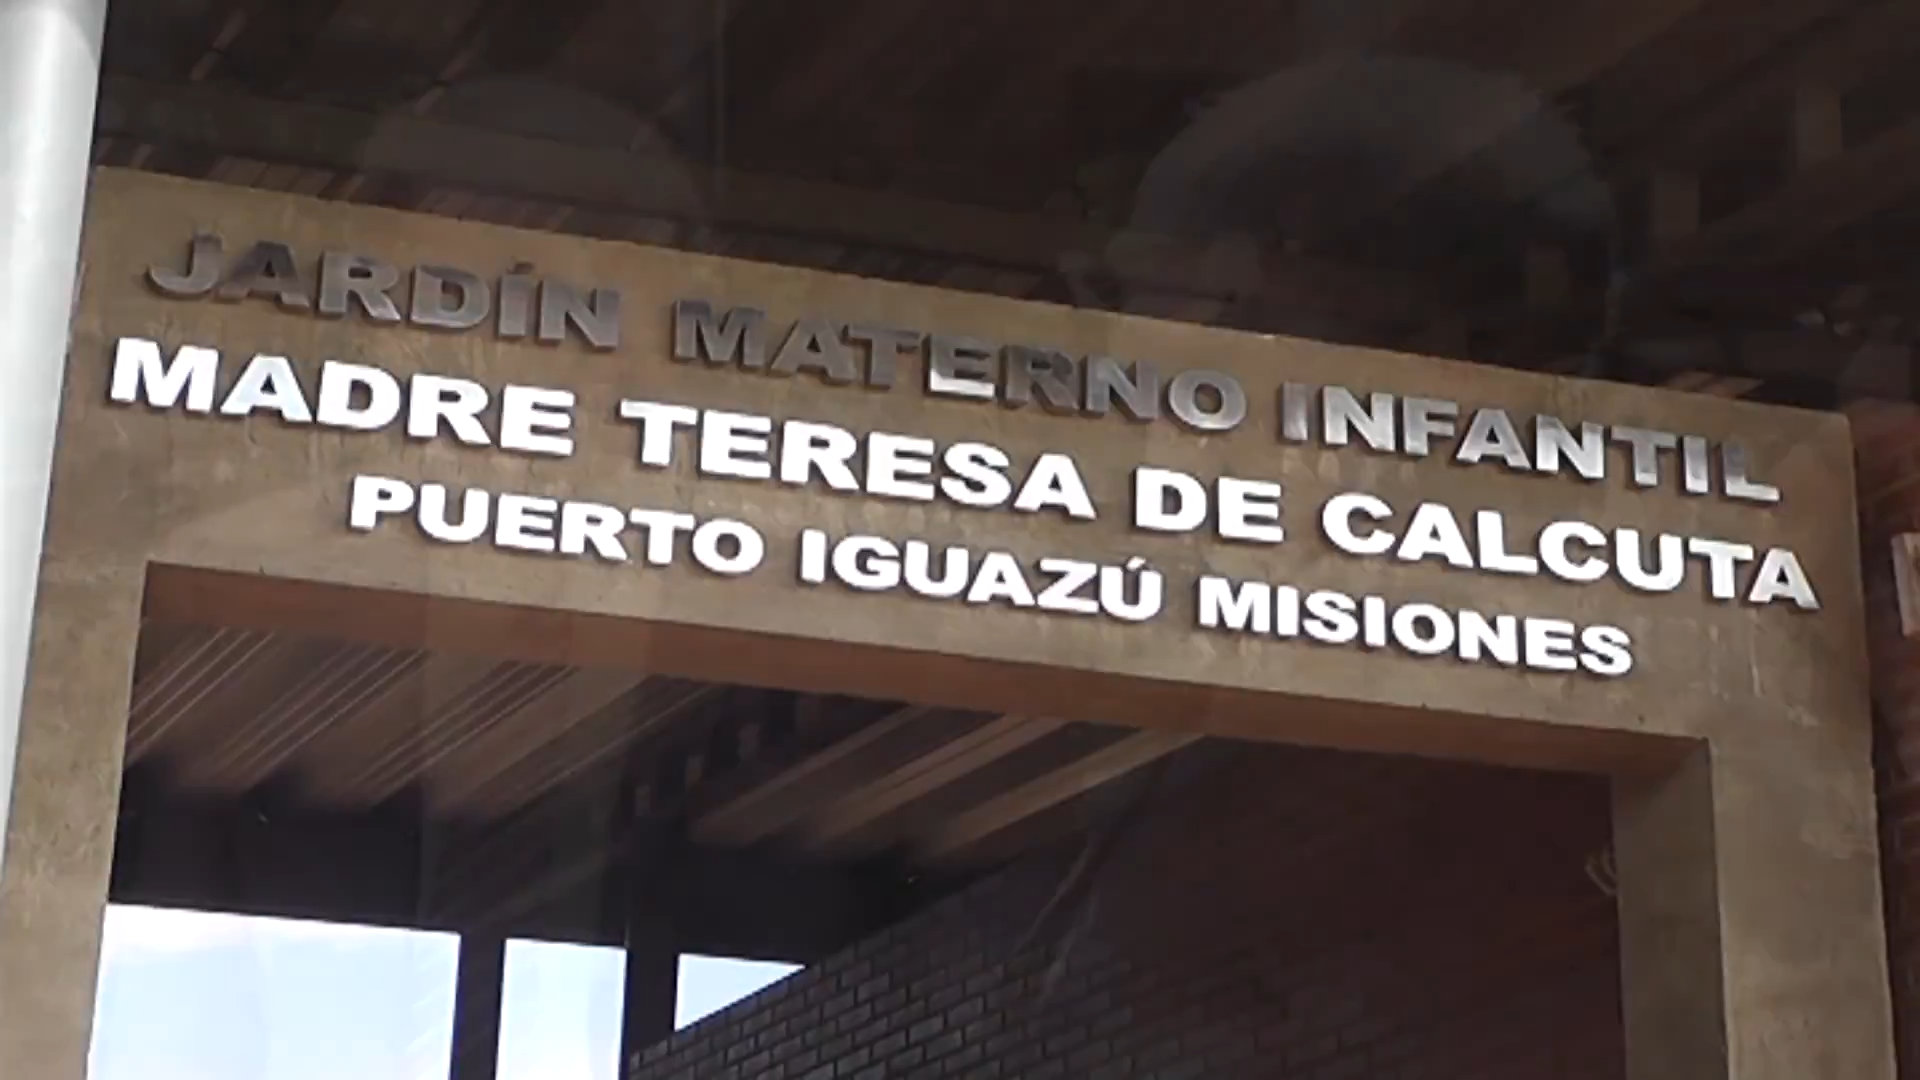 JARDÍN MATERNO INFANTIL
MADRE TERESA DE CALCUTA
PUERTO IGUAZÚ MISIONES